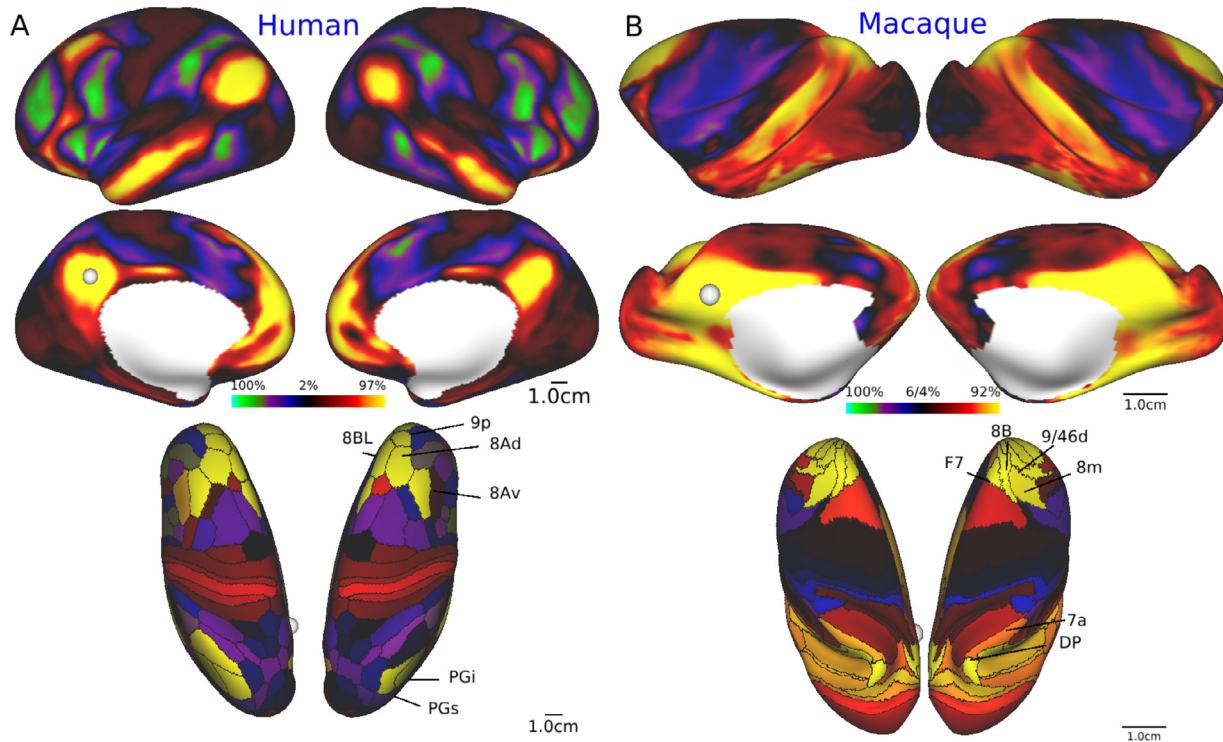 A Human
B Macaque
100% 2% 97%
1.0cm
100% 6/4% 92%
1.0cm
9p
8BL
8Ad
8Av
PGi
PGs
1.0cm
8B
9/46d
F7
8m
7a
DP
1.0cm